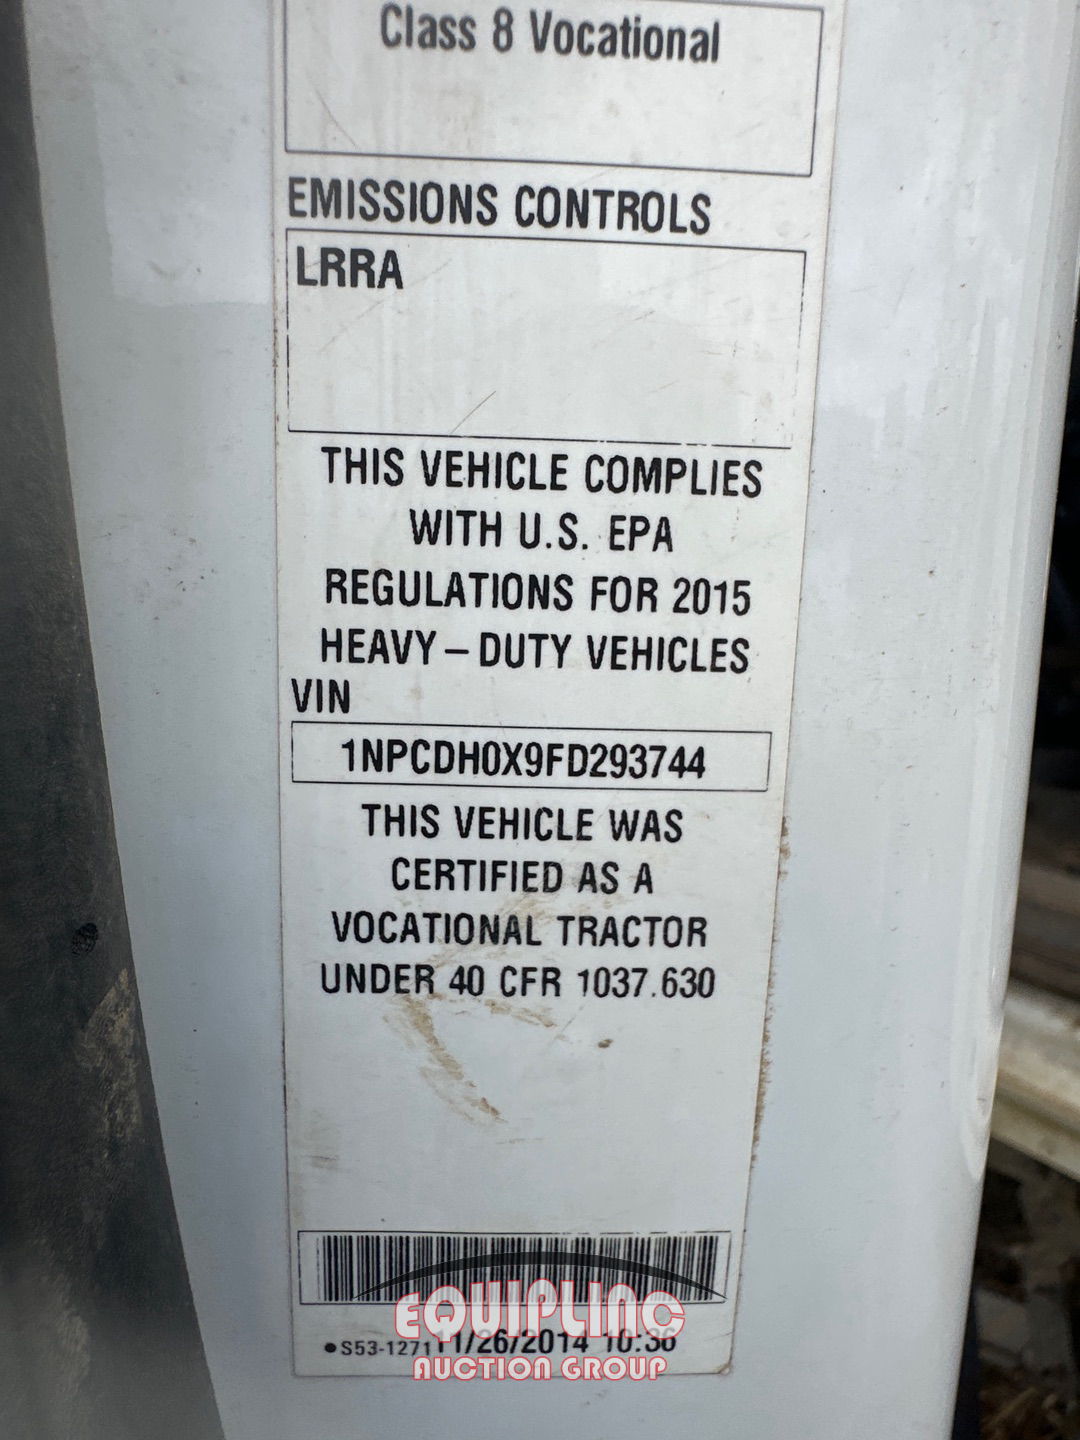 Class 8 Vocational
EMISSIONS CONTROLS
LRRA
THIS VEHICLE COMPLIES
WITH U.S. EPA
REGULATIONS FOR 2015
HEAVY-DUTY VEHICLES
VIN
1NPCDH0X9FD293744
THIS VEHICLE WAS
CERTIFIED AS A
VOCATIONAL TRACTOR
UNDER 40 CFR 1037.630
EQUIPLINC
•S53-1271 11/26/2014 10:36
AUCTION GROUP